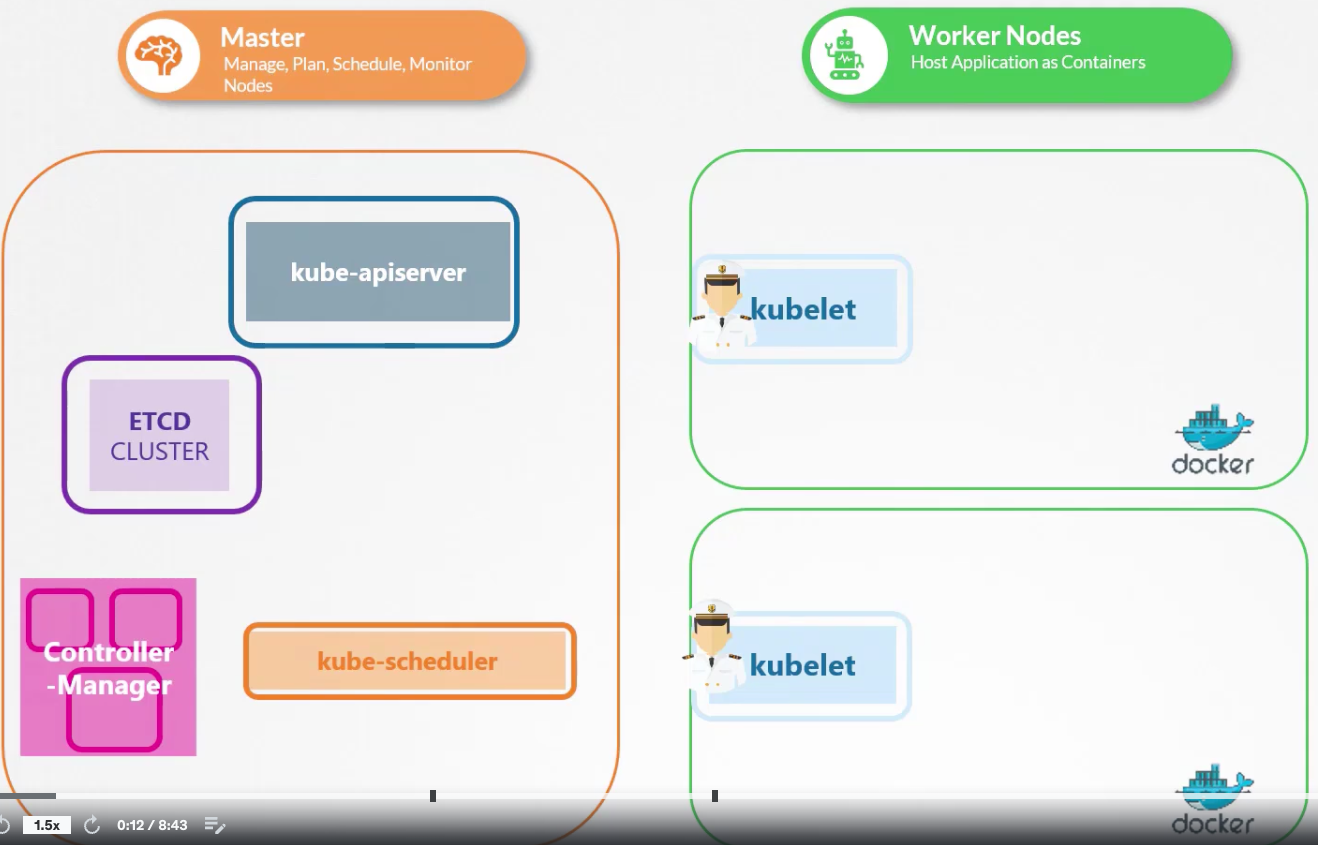 Master
Manage, Plan, Schedule, Monitor
Nodes
Worker Nodes
Host Application as Containers
kube-apiserver
kubelet
ETCD
CLUSTER
docker
Controller
-Manager
kube-scheduler
kubelet
docker
1.5x
0:12 / 8:43